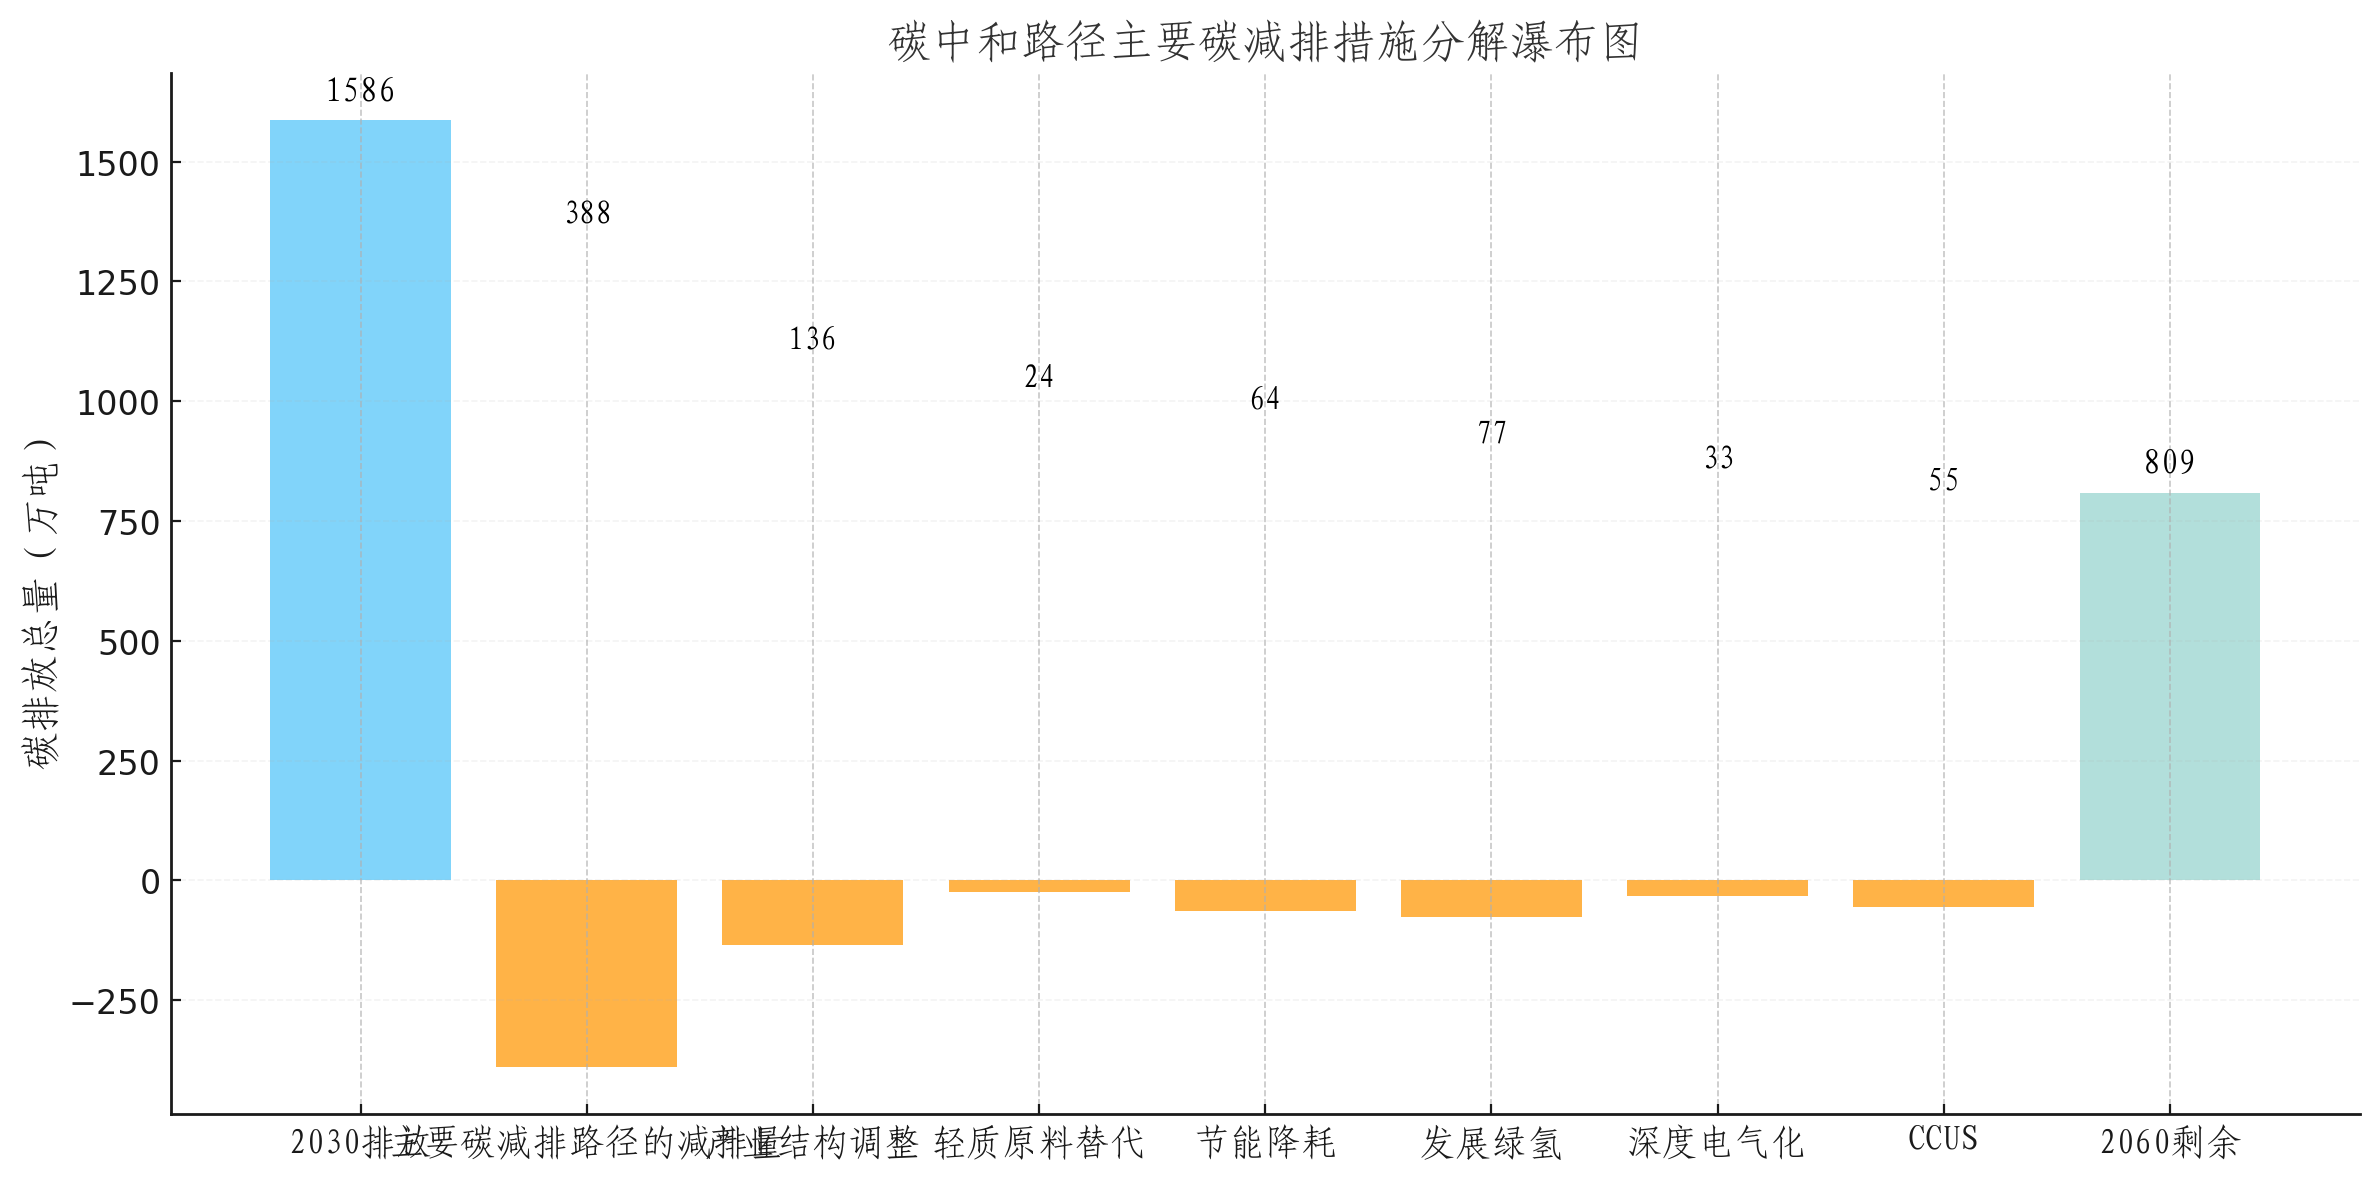 碳中和路径主要碳减排措施分解瀑布图
碳排放总量（万吨）
1500
1250
1000
750
500
250
0
−250
1586
388
136
24
64
77
33
55
809
2030排放
主要碳减排路径的减排量
产业结构调整
轻质原料替代
节能降耗
发展绿氢
深度电气化
CCUS
2060剩余